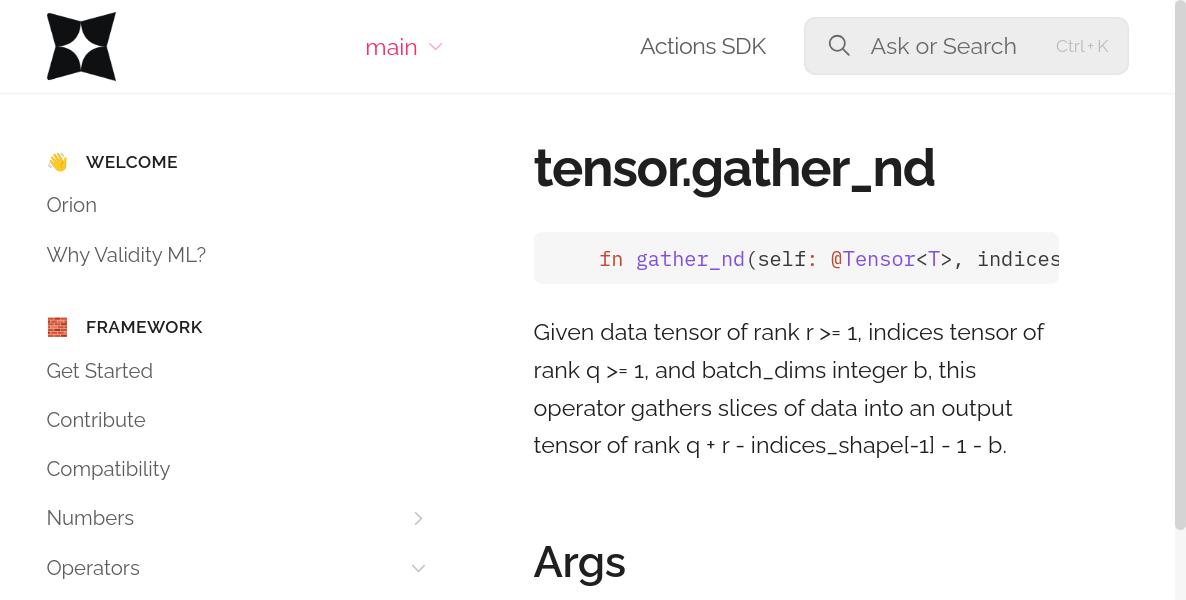 main
Actions SDK
Ask or Search
Ctrl + K
WELCOME
Orion
Why Validity ML?
FRAMEWORK
Get Started
Contribute
Compatibility
Numbers
Operators
tensor.gather_nd
fn gather_nd(self: @Tensor<T>, indices
Given data tensor of rank r >= 1, indices tensor of
rank q >= 1, and batch_dims integer b, this
operator gathers slices of data into an output
tensor of rank q + r - indices_shape[-1] - 1 - b.
Args